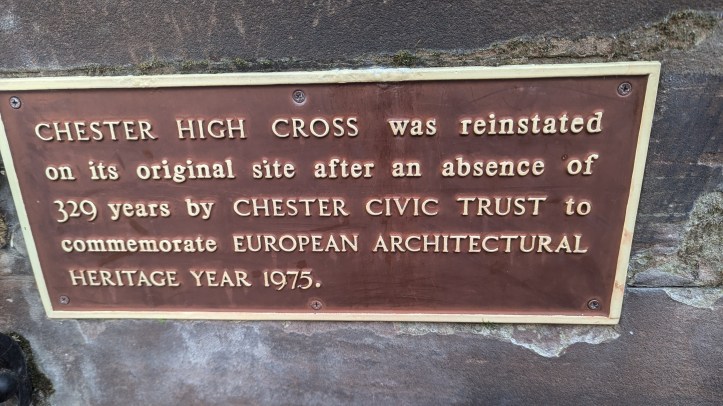 CHESTER HIGH CROSS was reinstated
on its original site after an absence of
329 years by CHESTER CIVIC TRUST to
commemorate EUROPEAN ARCHITECTURAL
HERITAGE YEAR 1975.